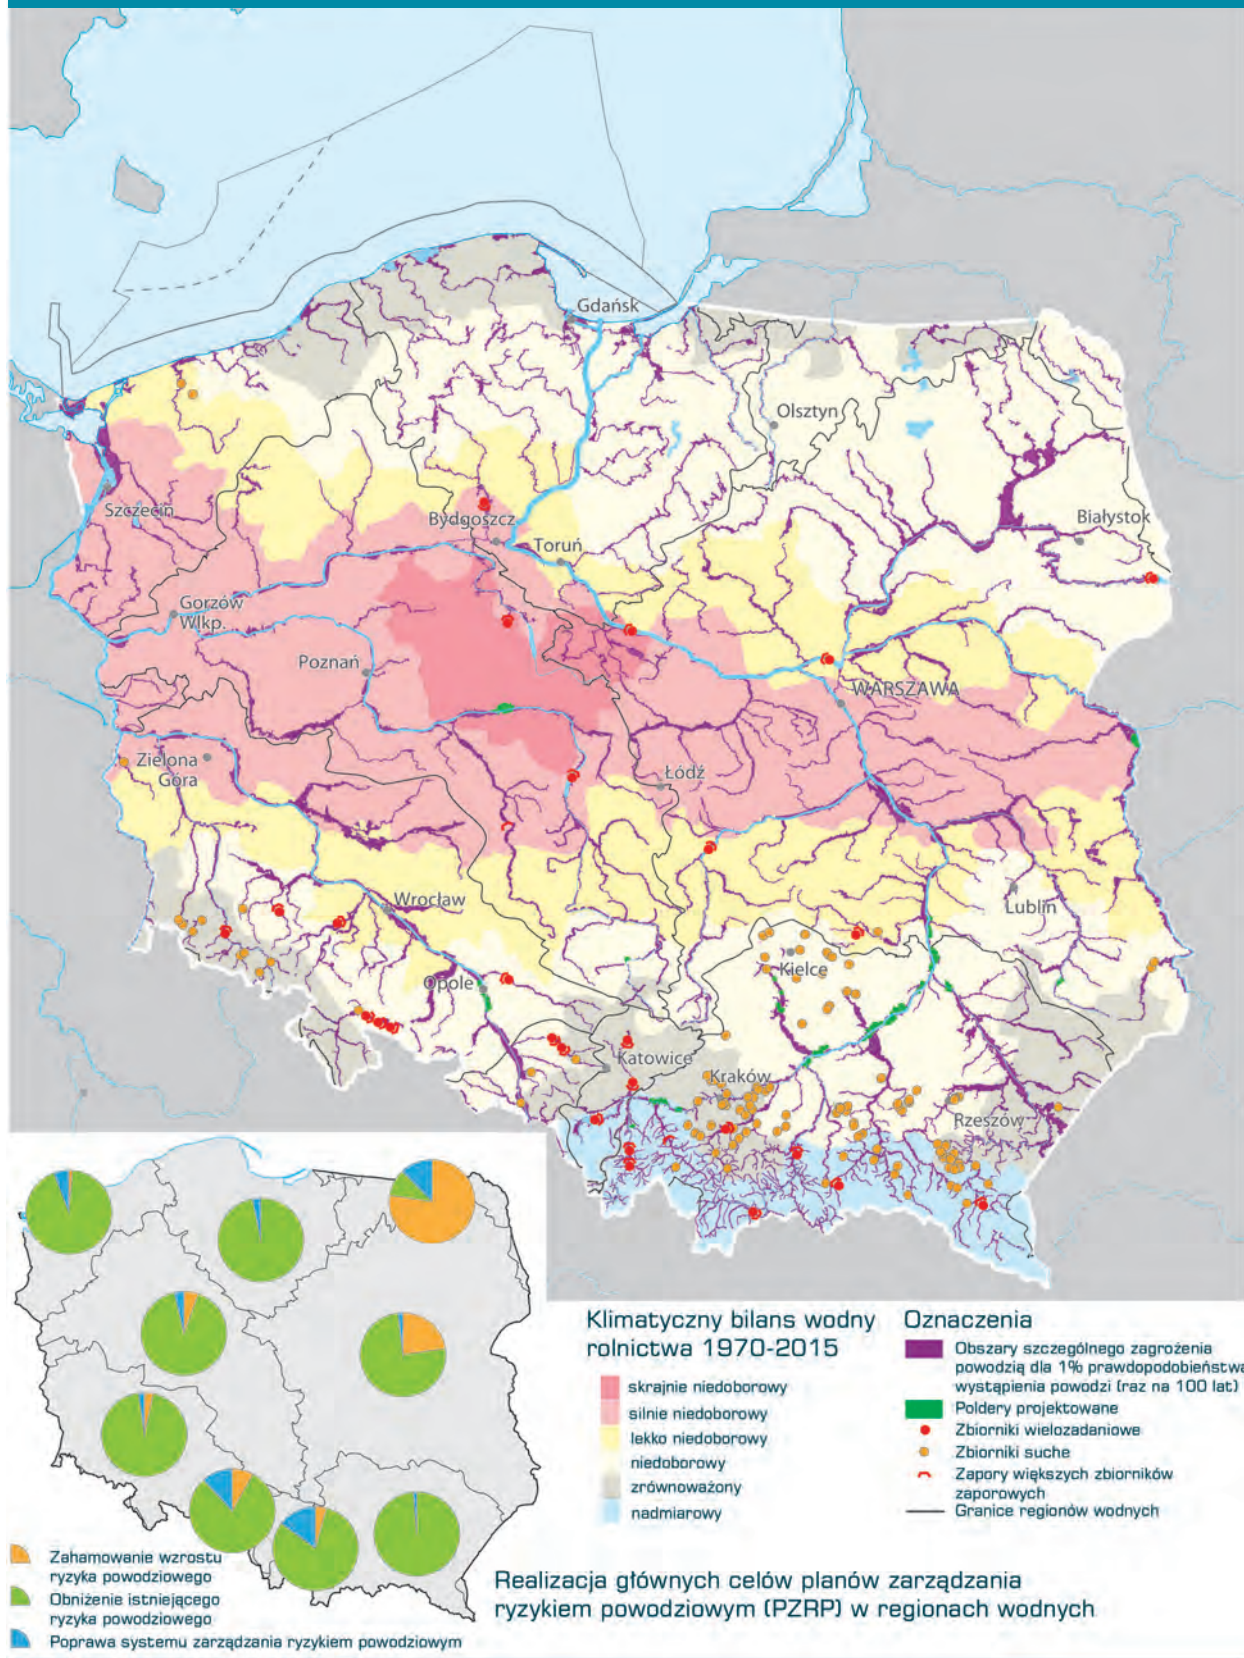 Gdańsk
Olsztyn
Szczecin
Bydgoszcz
Białystok
Toruń
Gorzów
Wlkp.
Poznań
WARSZAWA
Zielona
Góra
Łódź
Wrocław
Lublin
Kielce
Opole
Katowice
Kraków
Rzeszów
Klimatyczny bilans wodny
rolnictwa 1970-2015
skrajnie niedoborowy
silnie niedoborowy
lekko niedoborowy
niedoborowy
zrównoważony
nadmiarowy
Oznaczenia
Obszary szczególnego zagrożenia
powodzią dla 1% prawdopodobieństwa
wystąpienia powodzi (raz na 100 lat)
Poldery projektowane
Zbiorniki wielozadaniowe
Zbiorniki suche
Zapory większych zbiorników
zaporowych
Granice regionów wodnych
Zahamowanie wzrostu
ryzyka powodziowego
Obniżenie istniejącego
ryzyka powodziowego
Poprawa systemu zarządzania ryzykiem powodziowym
Realizacja głównych celów planów zarządzania
ryzykiem powodziowym (PZRP) w regionach wodnych